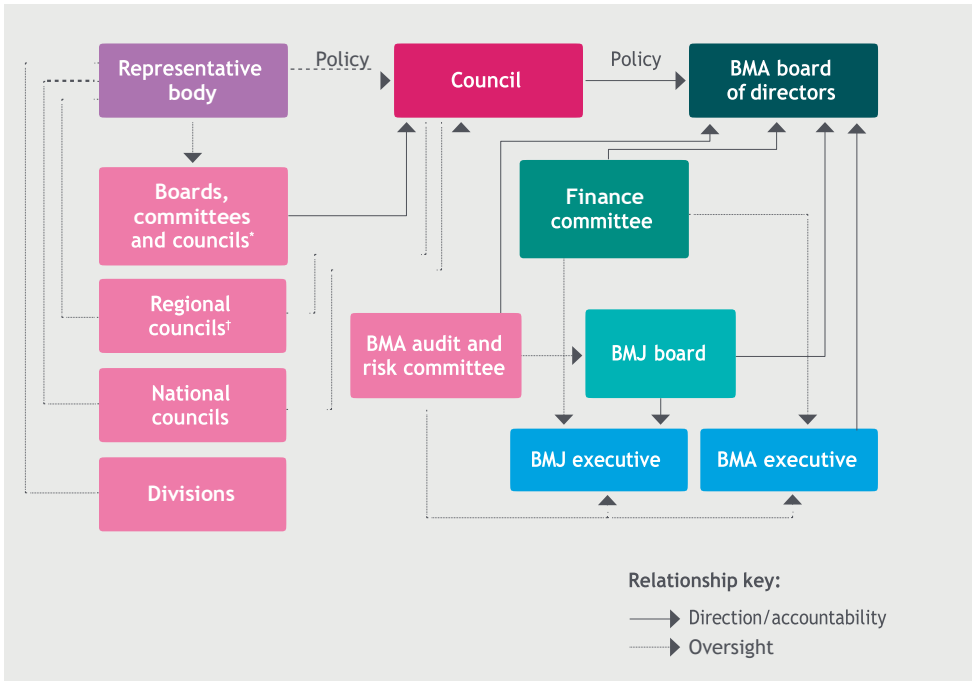 Representative
body
Policy
Council
Policy
BMA board
of directors
Boards,
committees
and councils*
Finance
committee
Regional
councils†
BMA audit and
risk committee
BMJ board
National
councils
BMJ executive
BMA executive
Divisions
Relationship key:
Direction/accountability
Oversight